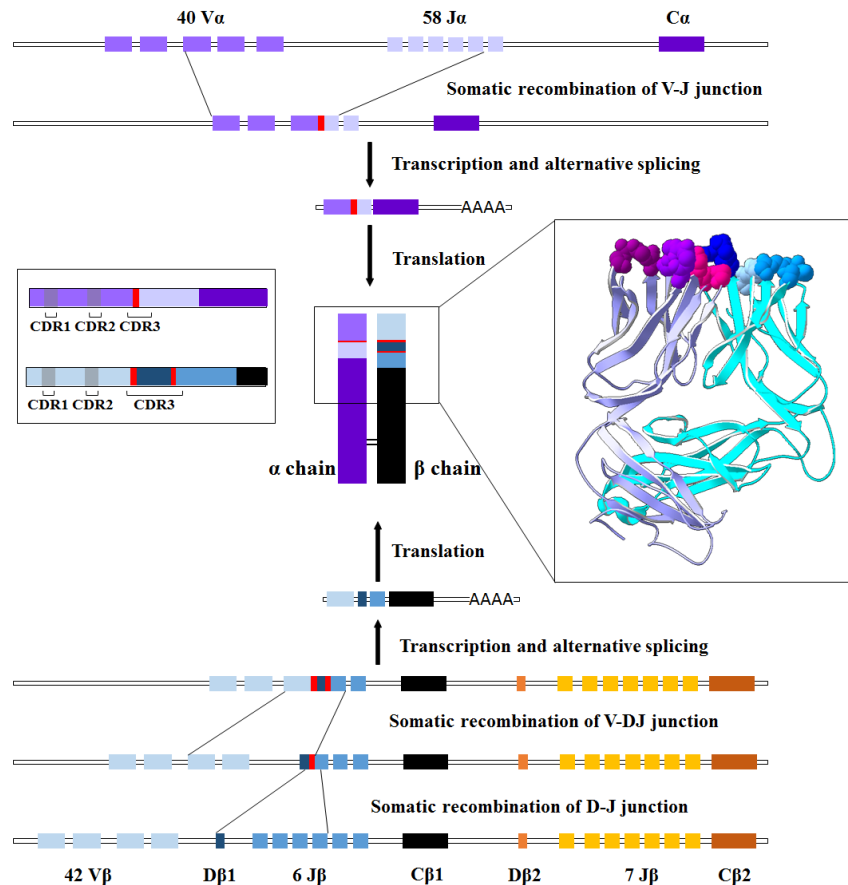 40 Vα 58 Jα Cα
Somatic recombination of V-J junction
Transcription and alternative splicing
AAAA
Translation
CDR1 CDR2 CDR3
CDR1 CDR2 CDR3
α chain β chain
Translation
AAAA
Transcription and alternative splicing
Somatic recombination of V-DJ junction
Somatic recombination of D-J junction
42 Vβ Dβ1 6 Jβ Cβ1 Dβ2 7 Jβ Cβ2